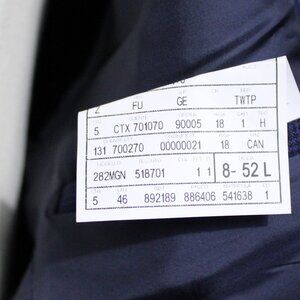 2 FU GE TWTP
5 CTX 701070 90005 18 1 H
131 700270 00000021 18 CAN
282MGN 51B701 1 1 8- 52 L
5 46 892189 886406 541638 1